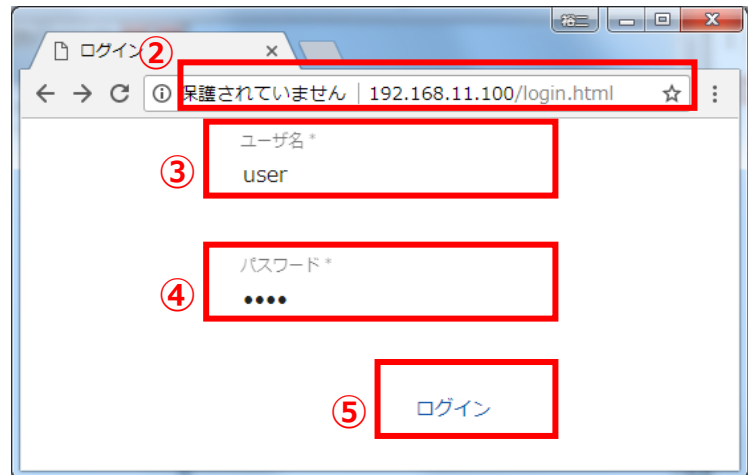 裕二
ログイン
②
保護されていません | 192.168.11.100/login.html
ユーザ名 *
③
user
パスワード *
④
••••
⑤
ログイン